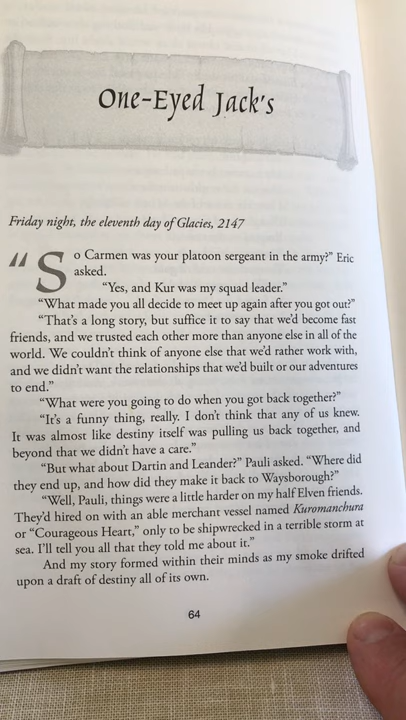 One-Eyed Jack's
Friday night, the eleventh day of Glacies, 2147
"So Carmen was your platoon sergeant in the army?" Eric
asked.
"Yes, and Kur was my squad leader."
"What made you all decide to meet up again after you got out?"
"That's a long story, but suffice it to say that we'd become fast
friends, and we trusted each other more than anyone else in all of the
world. We couldn't think of anyone else that we'd rather work with,
and we didn't want the relationships that we'd built or our adventures
to end."
"What were you going to do when you got back together?"
"It's a funny thing, really. I don't think that any of us knew.
It was almost like destiny itself was pulling us back together, and
beyond that we didn't have a care."
"But what about Dartin and Leander?" Pauli asked. "Where did
they end up, and how did they make it back to Waysborough?"
"Well, Pauli, things were a little harder on my half Elven friends.
They'd hired on with an able merchant vessel named Kuromanchura
or "Courageous Heart," only to be shipwrecked in a terrible storm at
sea. I'll tell you all that they told me about it."
And my story formed within their minds as my smoke drifted
upon a draft of destiny all of its own.
64